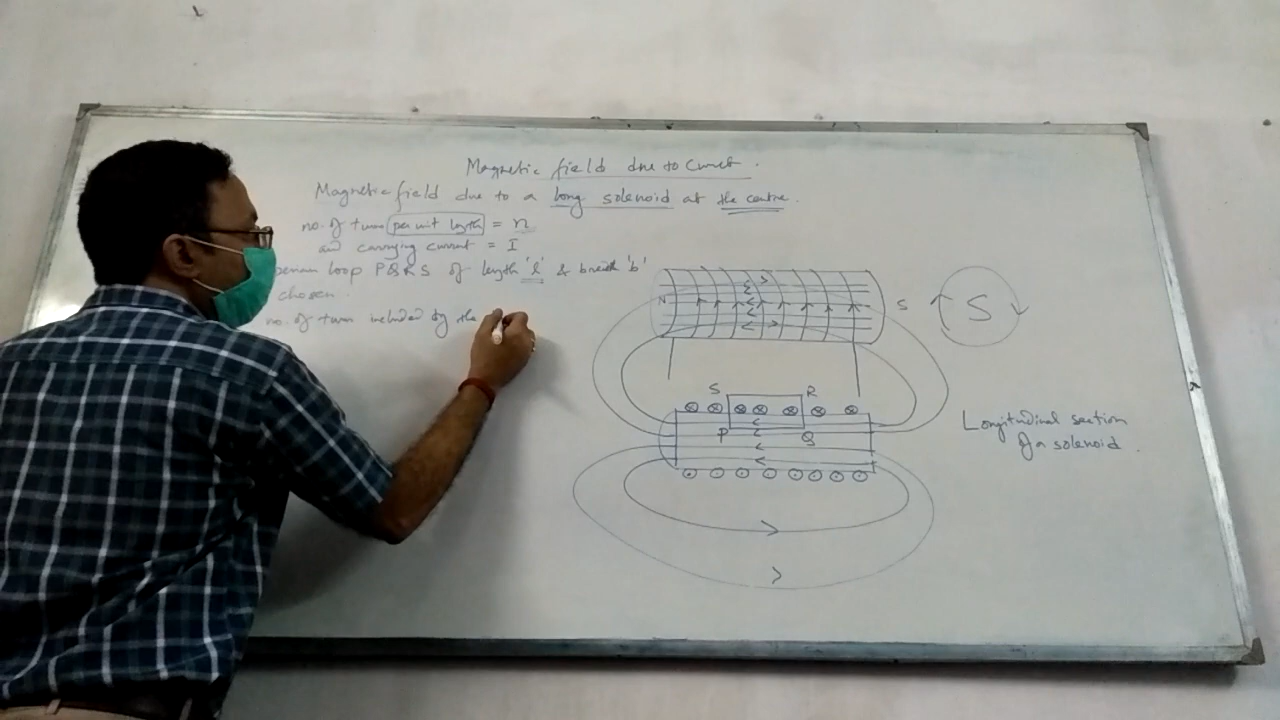 Magnetic field due to Current.
Magnetic field due to a long solenoid at the centre.
no. of turns per unit length = n
and carrying current = I
loop PQRS of length 'l' & breadth 'b'
chosen.
no. of turns included by the
N
S
S
S
R
P
Q
Longitudinal section
of a solenoid.